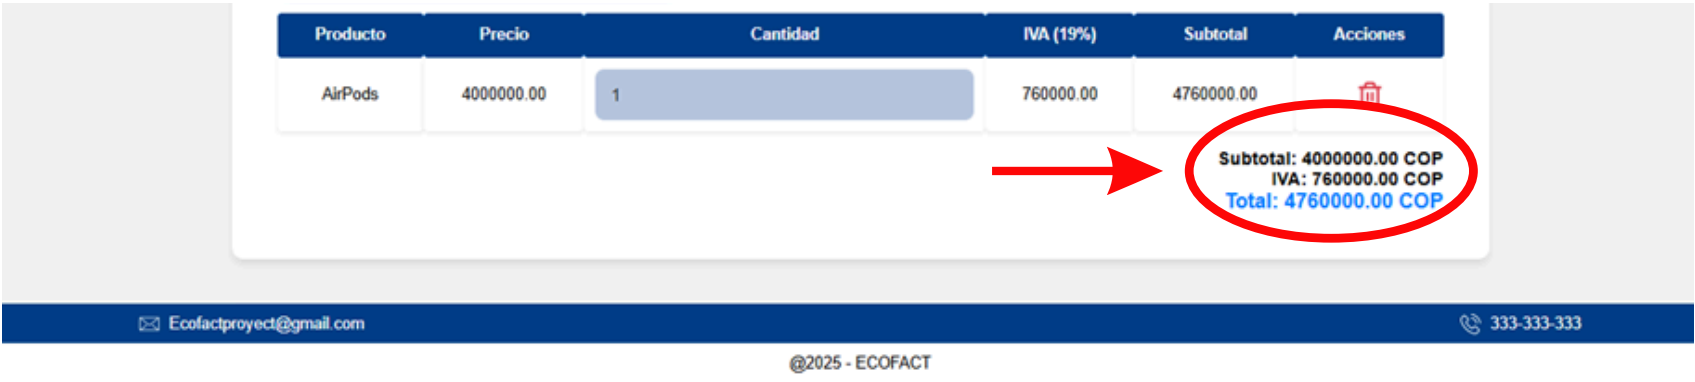 Producto Precio Cantidad IVA (19%) Subtotal Acciones
AirPods 4000000.00 1 760000.00 4760000.00
Subtotal: 4000000.00 COP
IVA: 760000.00 COP
Total: 4760000.00 COP
Ecofactproyect@gmail.com 333-333-333
@2025 - ECOFACT